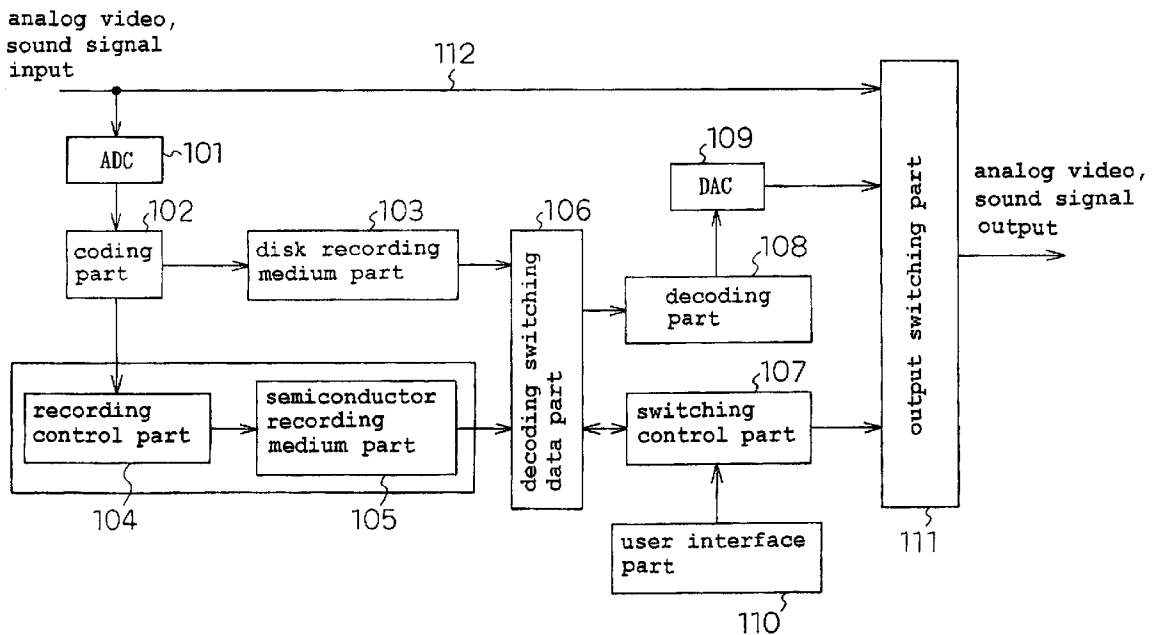 analog video,
sound signal
input
112
ADC
101
109
DAC
102
coding
part
103
disk recording
medium part
106
decoding switching
data part
108
decoding
part
output switching part
analog video,
sound signal
output
recording
control part
semiconductor
recording
medium part
107
switching
control part
104
105
user interface
part
110
111